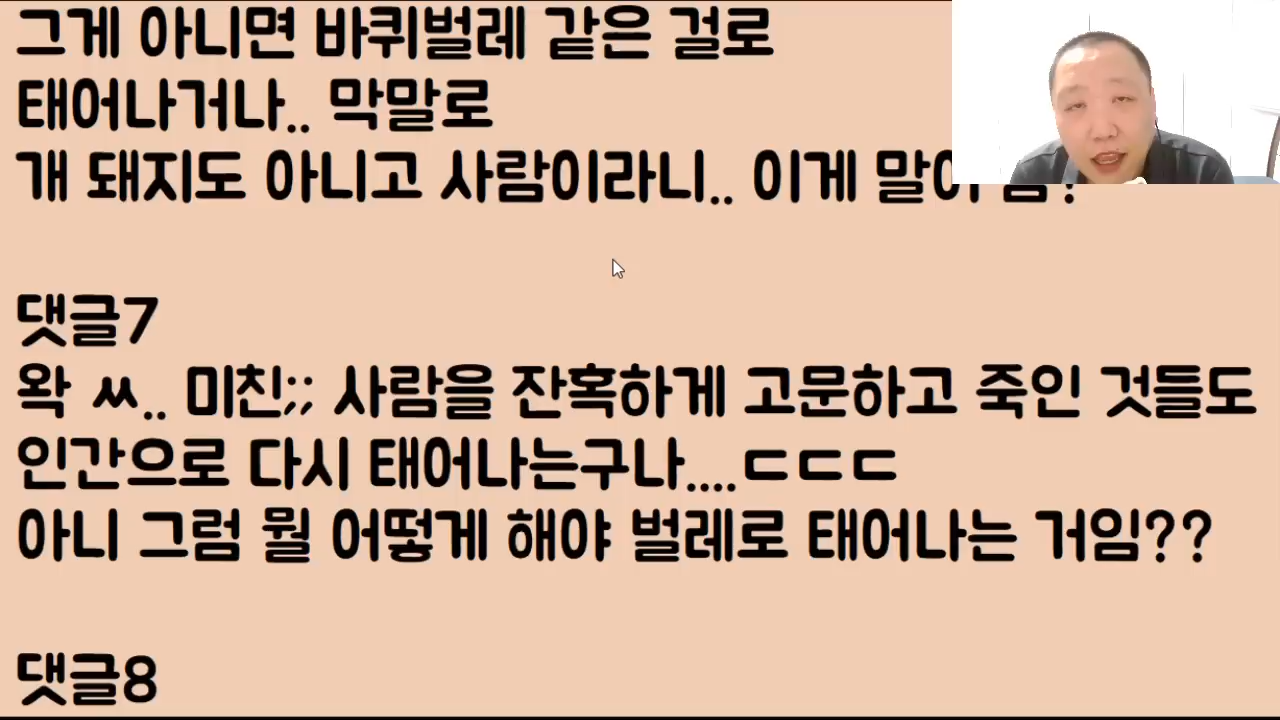 그게 아니면 바퀴벌레 같은 걸로
태어나거나.. 막말로
개 돼지도 아니고 사람이라니.. 이게
댓글7
왁 ㅆ.. 미친;; 사람을 잔혹하게 고문하고 죽인 것들도
인간으로 다시 태어나는구나....ㄷㄷㄷ
아니 그럼 뭘 어떻게 해야 벌레로 태어나는 거임??
댓글8